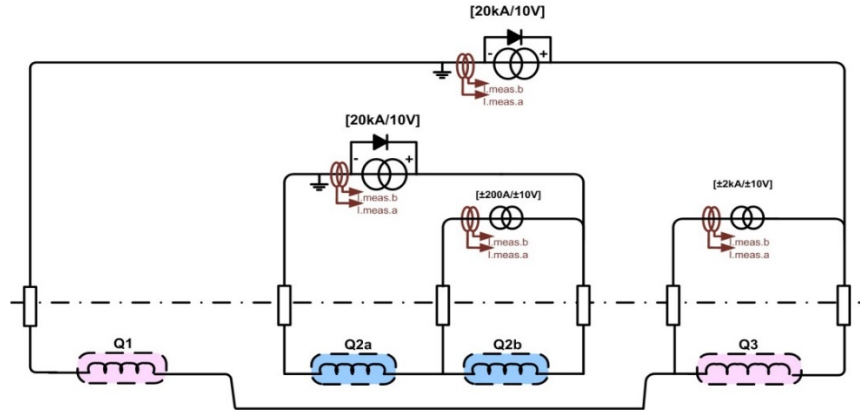 [20kA/10V]
- +
I.meas.b
I.meas.a
[20kA/10V]
- +
I.meas.b
I.meas.a
[±200A/±10V]
I.meas.b
I.meas.a
[±2kA/±10V]
I.meas.b
I.meas.a
Q1
Q2a
Q2b
Q3